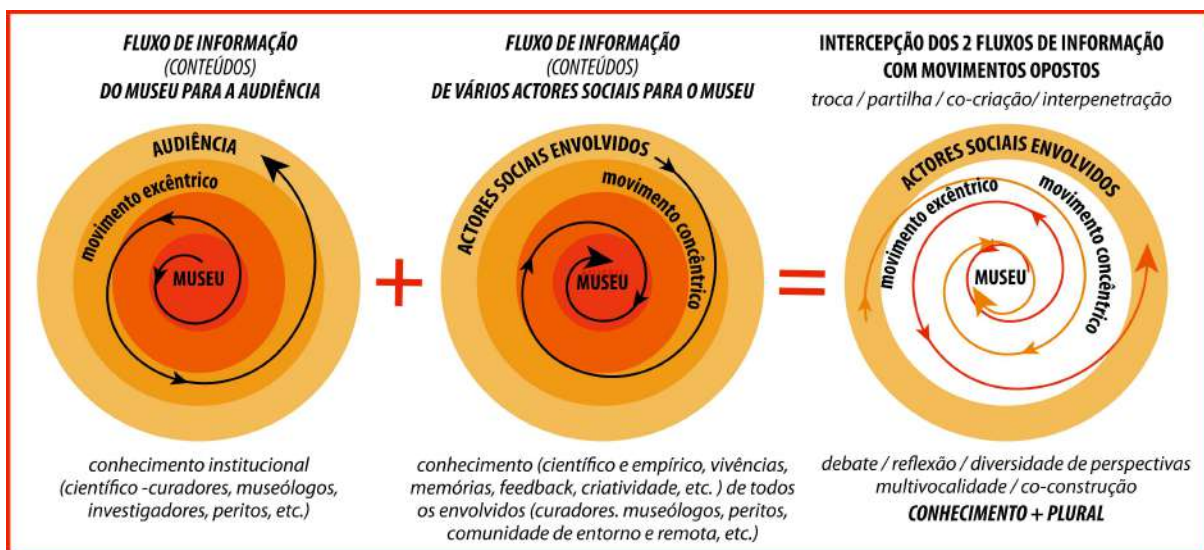 FLUXO DE INFORMAÇÃO
(CONTEÚDOS)
DO MUSEU PARA A AUDIÊNCIA
AUDIÊNCIA
movimento excêntrico
MUSEU
conhecimento institucional
(científico -curadores, museólogos,
investigadores, peritos, etc.)
+
FLUXO DE INFORMAÇÃO
(CONTEÚDOS)
DE VÁRIOS ACTORES SOCIAIS PARA O MUSEU
ACTORES SOCIAIS ENVOLVIDOS
movimento concêntrico
MUSEU
conhecimento (científico e empírico, vivências,
memórias, feedback, criatividade, etc. ) de todos
os envolvidos (curadores. museólogos, peritos,
comunidade de entorno e remota, etc.)
=
INTERCEPÇÃO DOS 2 FLUXOS DE INFORMAÇÃO
COM MOVIMENTOS OPOSTOS
troca / partilha / co-criação/ interpenetração
ACTORES SOCIAIS ENVOLVIDOS
movimento excêntrico
movimento concêntrico
MUSEU
debate / reflexão / diversidade de perspectivas
multivocalidade / co-construção
CONHECIMENTO + PLURAL